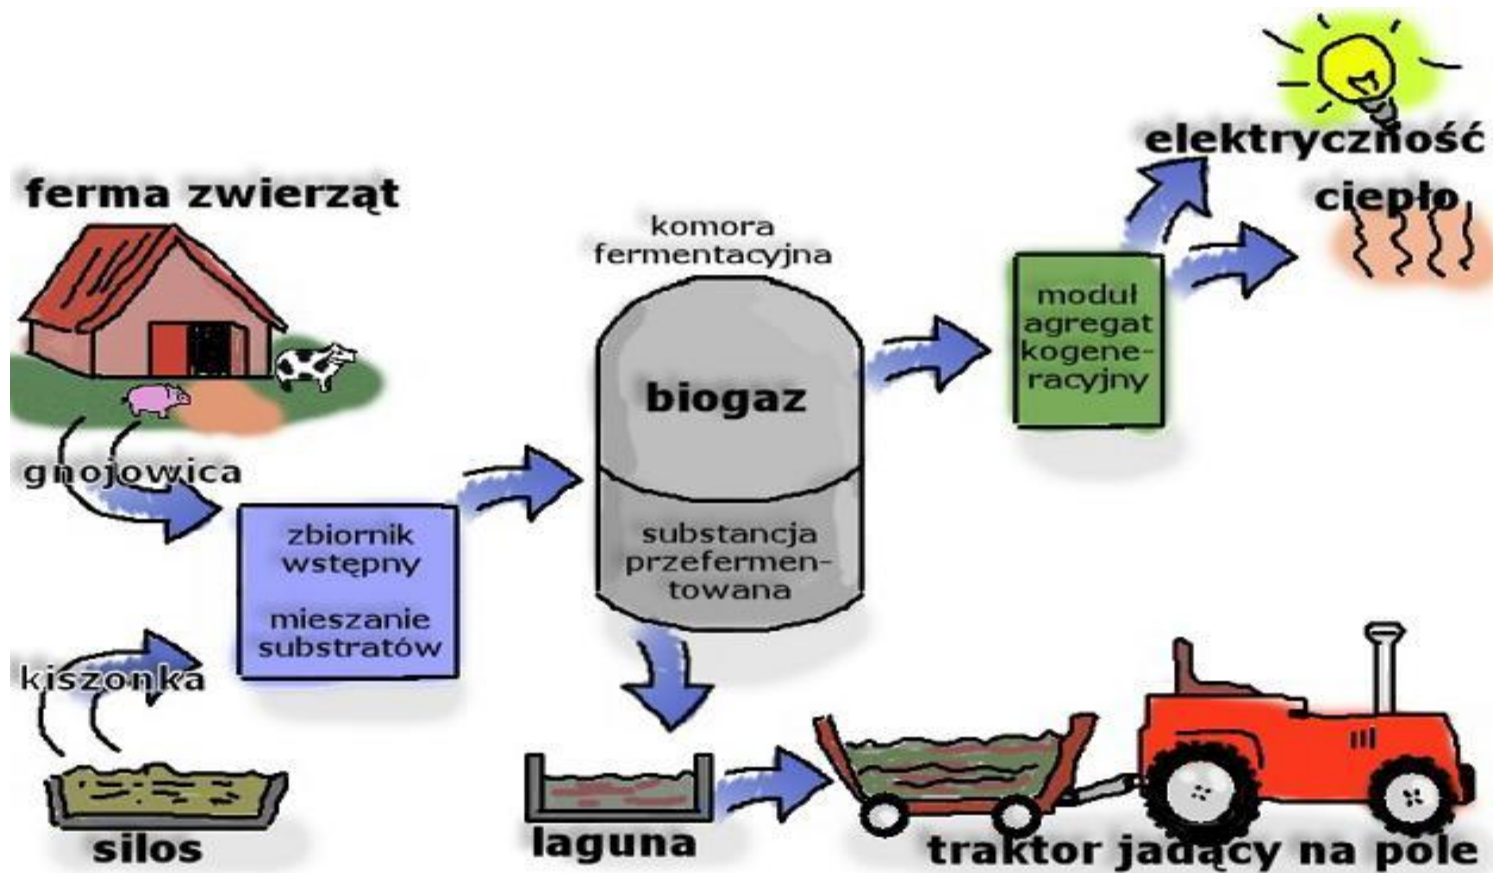 elektryczność
ciepło
ferma zwierząt
komora
fermentacyjna
moduł
agregat
kogene-
racyjny
biogaz
gnojowica
zbiornik
wstępny
mieszanie
substratów
substancja
przefermen-
towana
kiszonka
silos
laguna
traktor jadący na pole